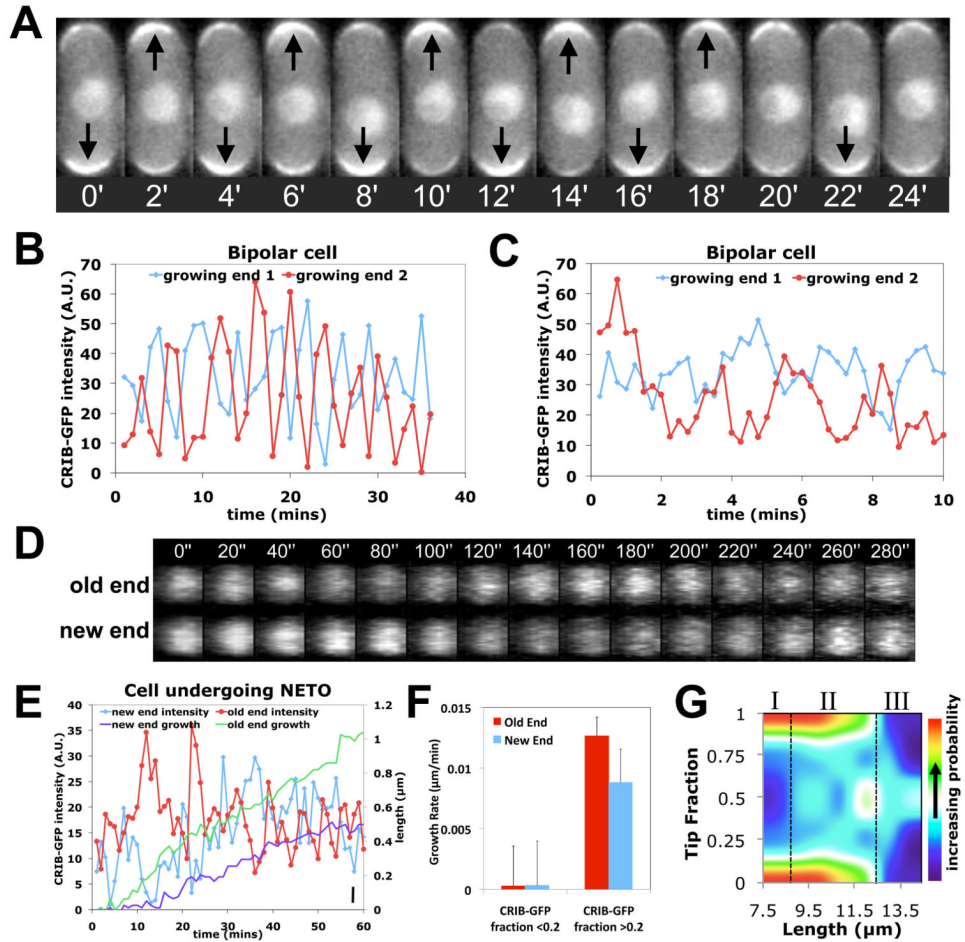 A
0' 2' 4' 6' 8' 10' 12' 14' 16' 18' 20' 22' 24'
B
Bipolar cell
growing end 1 growing end 2
CRIB-GFP intensity (A.U.)
70
60
50
40
30
20
10
0
0 10 20 30 40
time (mins)
C
Bipolar cell
growing end 1 growing end 2
CRIB-GFP intensity (A.U.)
70
60
50
40
30
20
10
0
0 2 4 6 8 10
time (mins)
D
0'' 20'' 40'' 60'' 80'' 100'' 120'' 140'' 160'' 180'' 200'' 220'' 240'' 260'' 280''
old end
new end
E
Cell undergoing NETO
new end intensity old end intensity
new end growth old end growth
CRIB-GFP intensity (A.U.)
40
35
30
25
20
15
10
5
0
1.2
1
0.8
0.6
0.4
0.2
0
length (µm)
0 10 20 30 40 50 60
time (mins)
I
F
Old End
New End
Growth Rate (µm/min)
0.015
0.01
0.005
0
CRIB-GFP
fraction <0.2
CRIB-GFP
fraction >0.2
G
I II III
Tip Fraction
1
0.75
0.5
0.25
0
7.5 9.5 11.5 13.5
Length (µm)
increasing probability